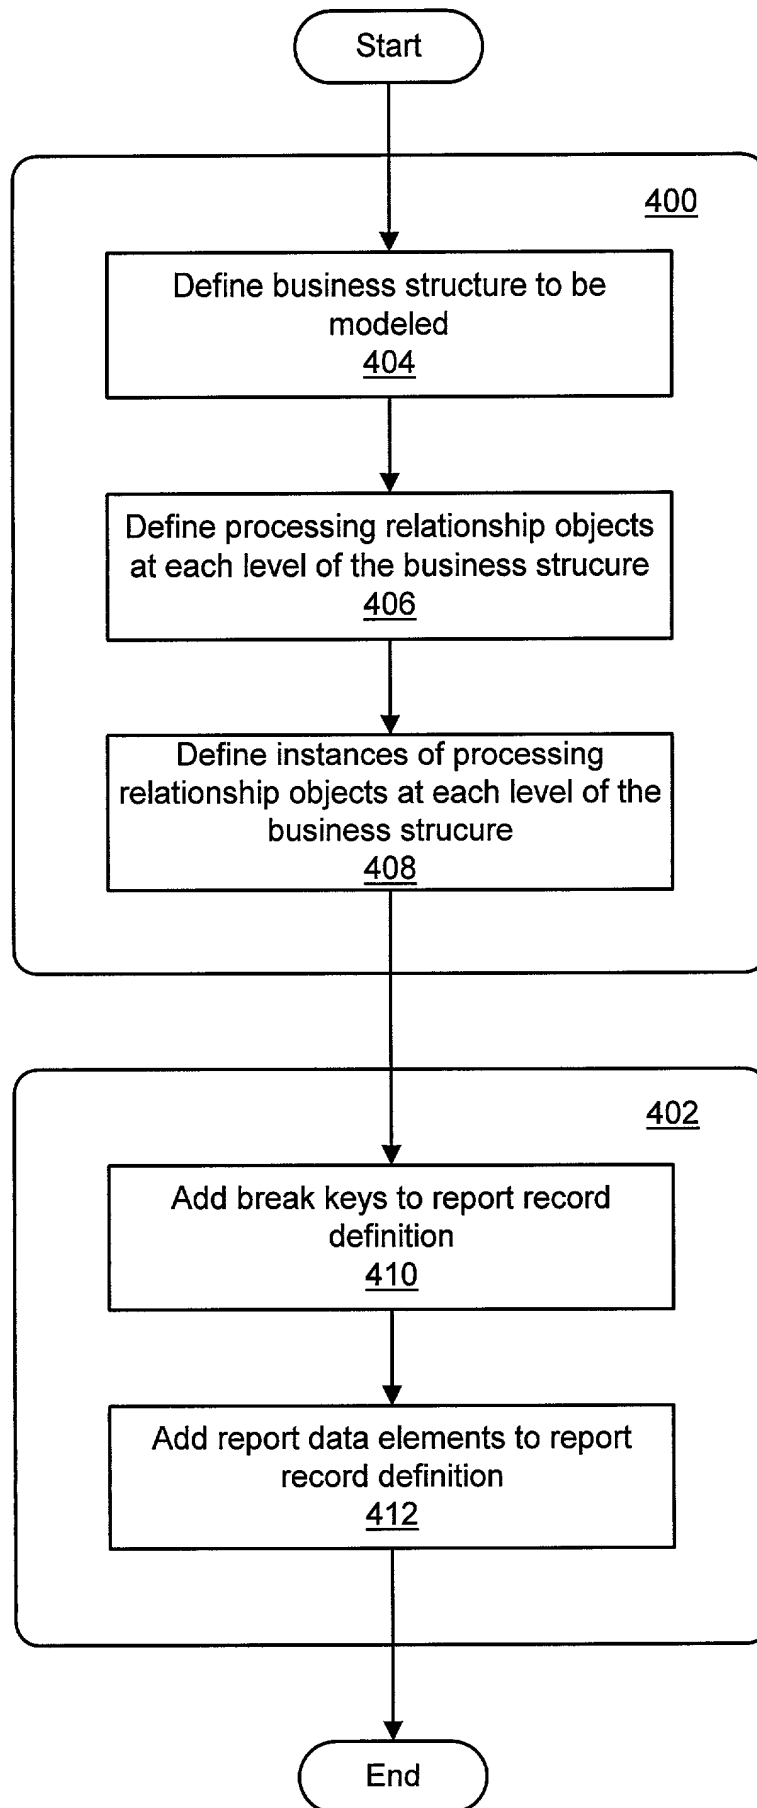 Start
400
Define business structure to be
modeled
404
Define processing relationship objects
at each level of the business strucure
406
Define instances of processing
relationship objects at each level of the
business strucure
408
402
Add break keys to report record
definition
410
Add report data elements to report
record definition
412
End